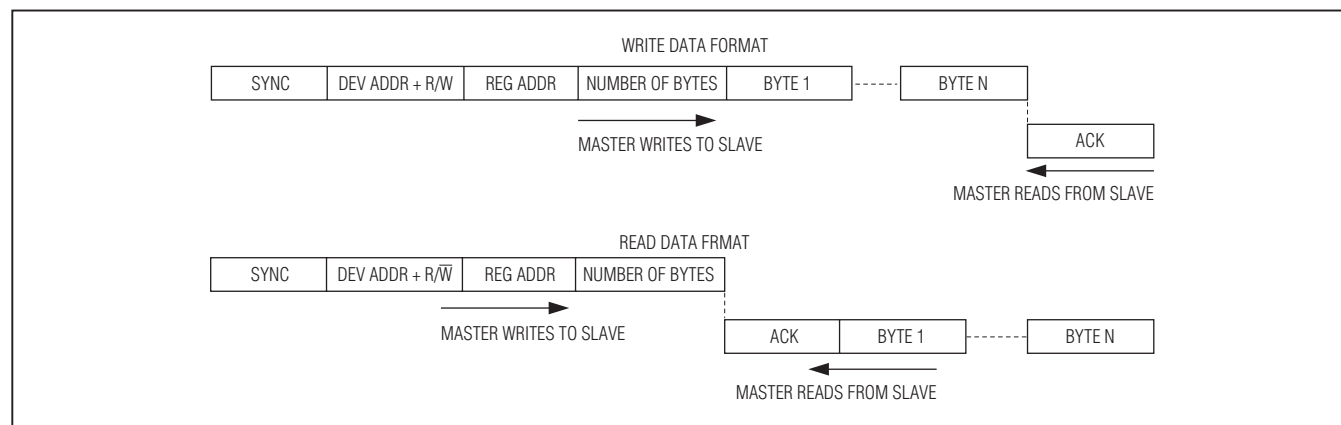 WRITE DATA FORMAT
SYNC DEV ADDR + R/W REG ADDR NUMBER OF BYTES BYTE 1 BYTE N
MASTER WRITES TO SLAVE
ACK
MASTER READS FROM SLAVE
READ DATA FRMAT
SYNC DEV ADDR + R/W̅ REG ADDR NUMBER OF BYTES
MASTER WRITES TO SLAVE
ACK BYTE 1 BYTE N
MASTER READS FROM SLAVE